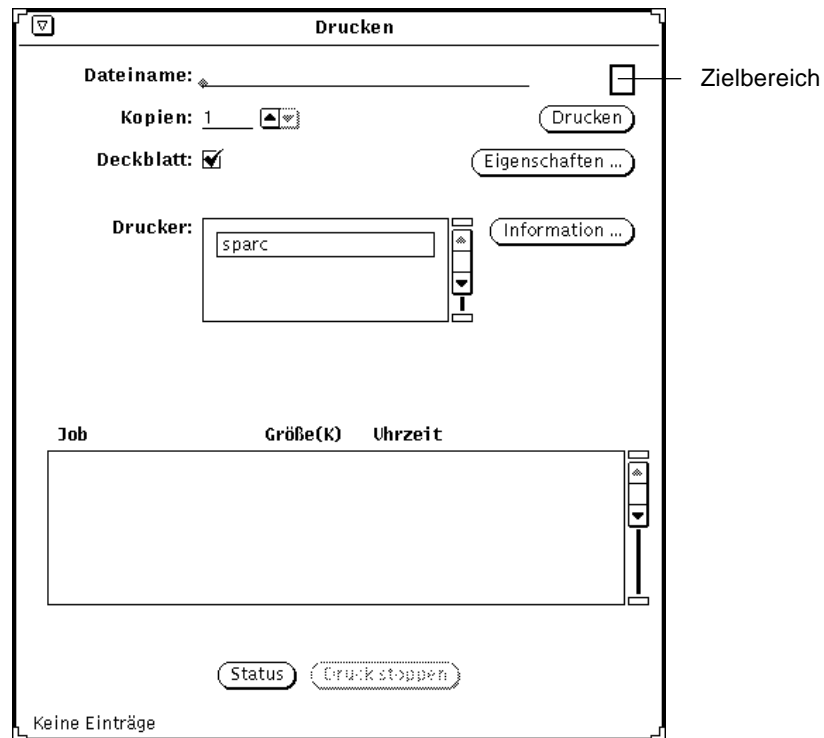 Drucken
Dateiname:
Zielbereich
Kopien: 1
Drucken
Deckblatt:
Eigenschaften ...
Drucker:
sparc
Information ...
Job Größe(K) Uhrzeit
Status Druck stoppen
Keine Einträge